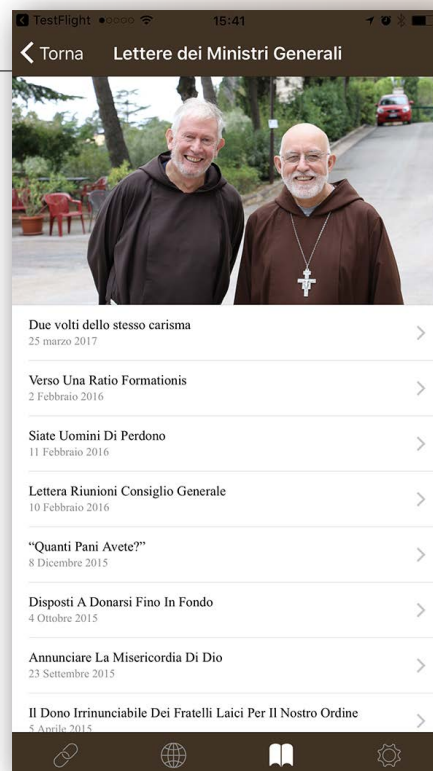 TestFlight 15:41
Torna Lettere dei Ministri Generali
Due volti dello stesso carisma
25 marzo 2017
Verso Una Ratio Formationis
2 Febbraio 2016
Siate Uomini Di Perdono
11 Febbraio 2016
Lettera Riunioni Consiglio Generale
10 Febbraio 2016
“Quanti Pani Avete?”
8 Dicembre 2015
Disposti A Donarsi Fino In Fondo
4 Ottobre 2015
Annunciare La Misericordia Di Dio
23 Settembre 2015
Il Dono Irrinunciabile Dei Fratelli Laici Per Il Nostro Ordine
5 Aprile 2015